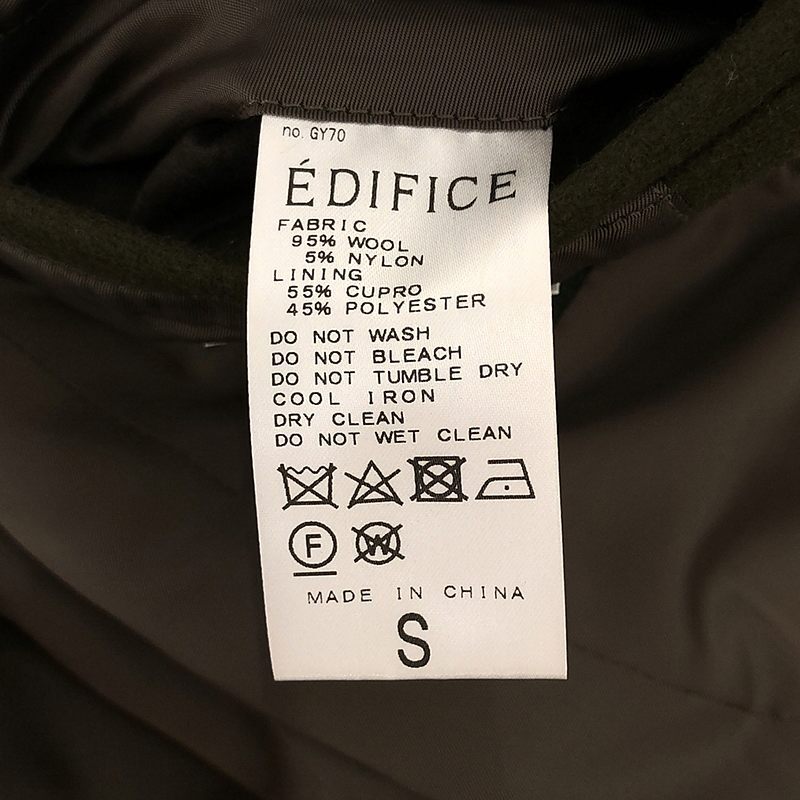 no. GY70
ÉDIFICE
FABRIC
95% WOOL
5% NYLON
LINING
55% CUPRO
45% POLYESTER
DO NOT WASH
DO NOT BLEACH
DO NOT TUMBLE DRY
COOL IRON
DRY CLEAN
DO NOT WET CLEAN
F W
MADE IN CHINA
S